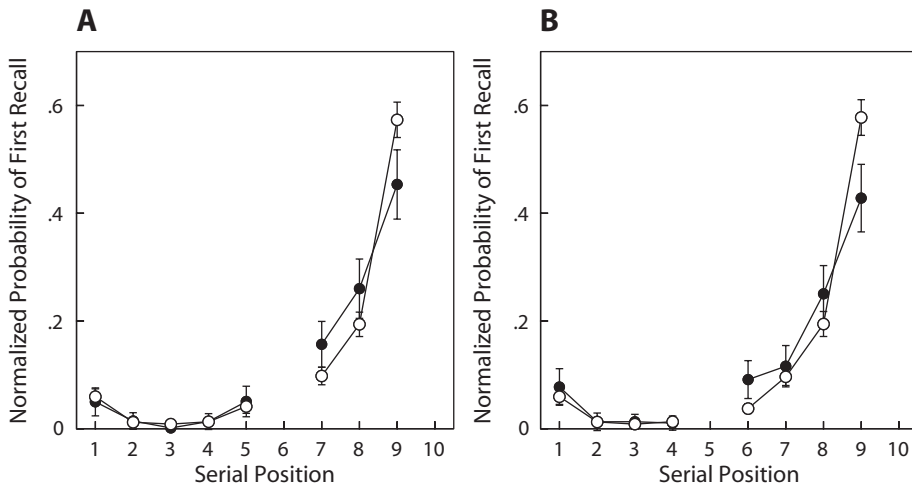 A
Normalized Probability of First Recall
.6
.4
.2
0
1 2 3 4 5 6 7 8 9 10
Serial Position
B
Normalized Probability of First Recall
.6
.4
.2
0
1 2 3 4 5 6 7 8 9 10
Serial Position